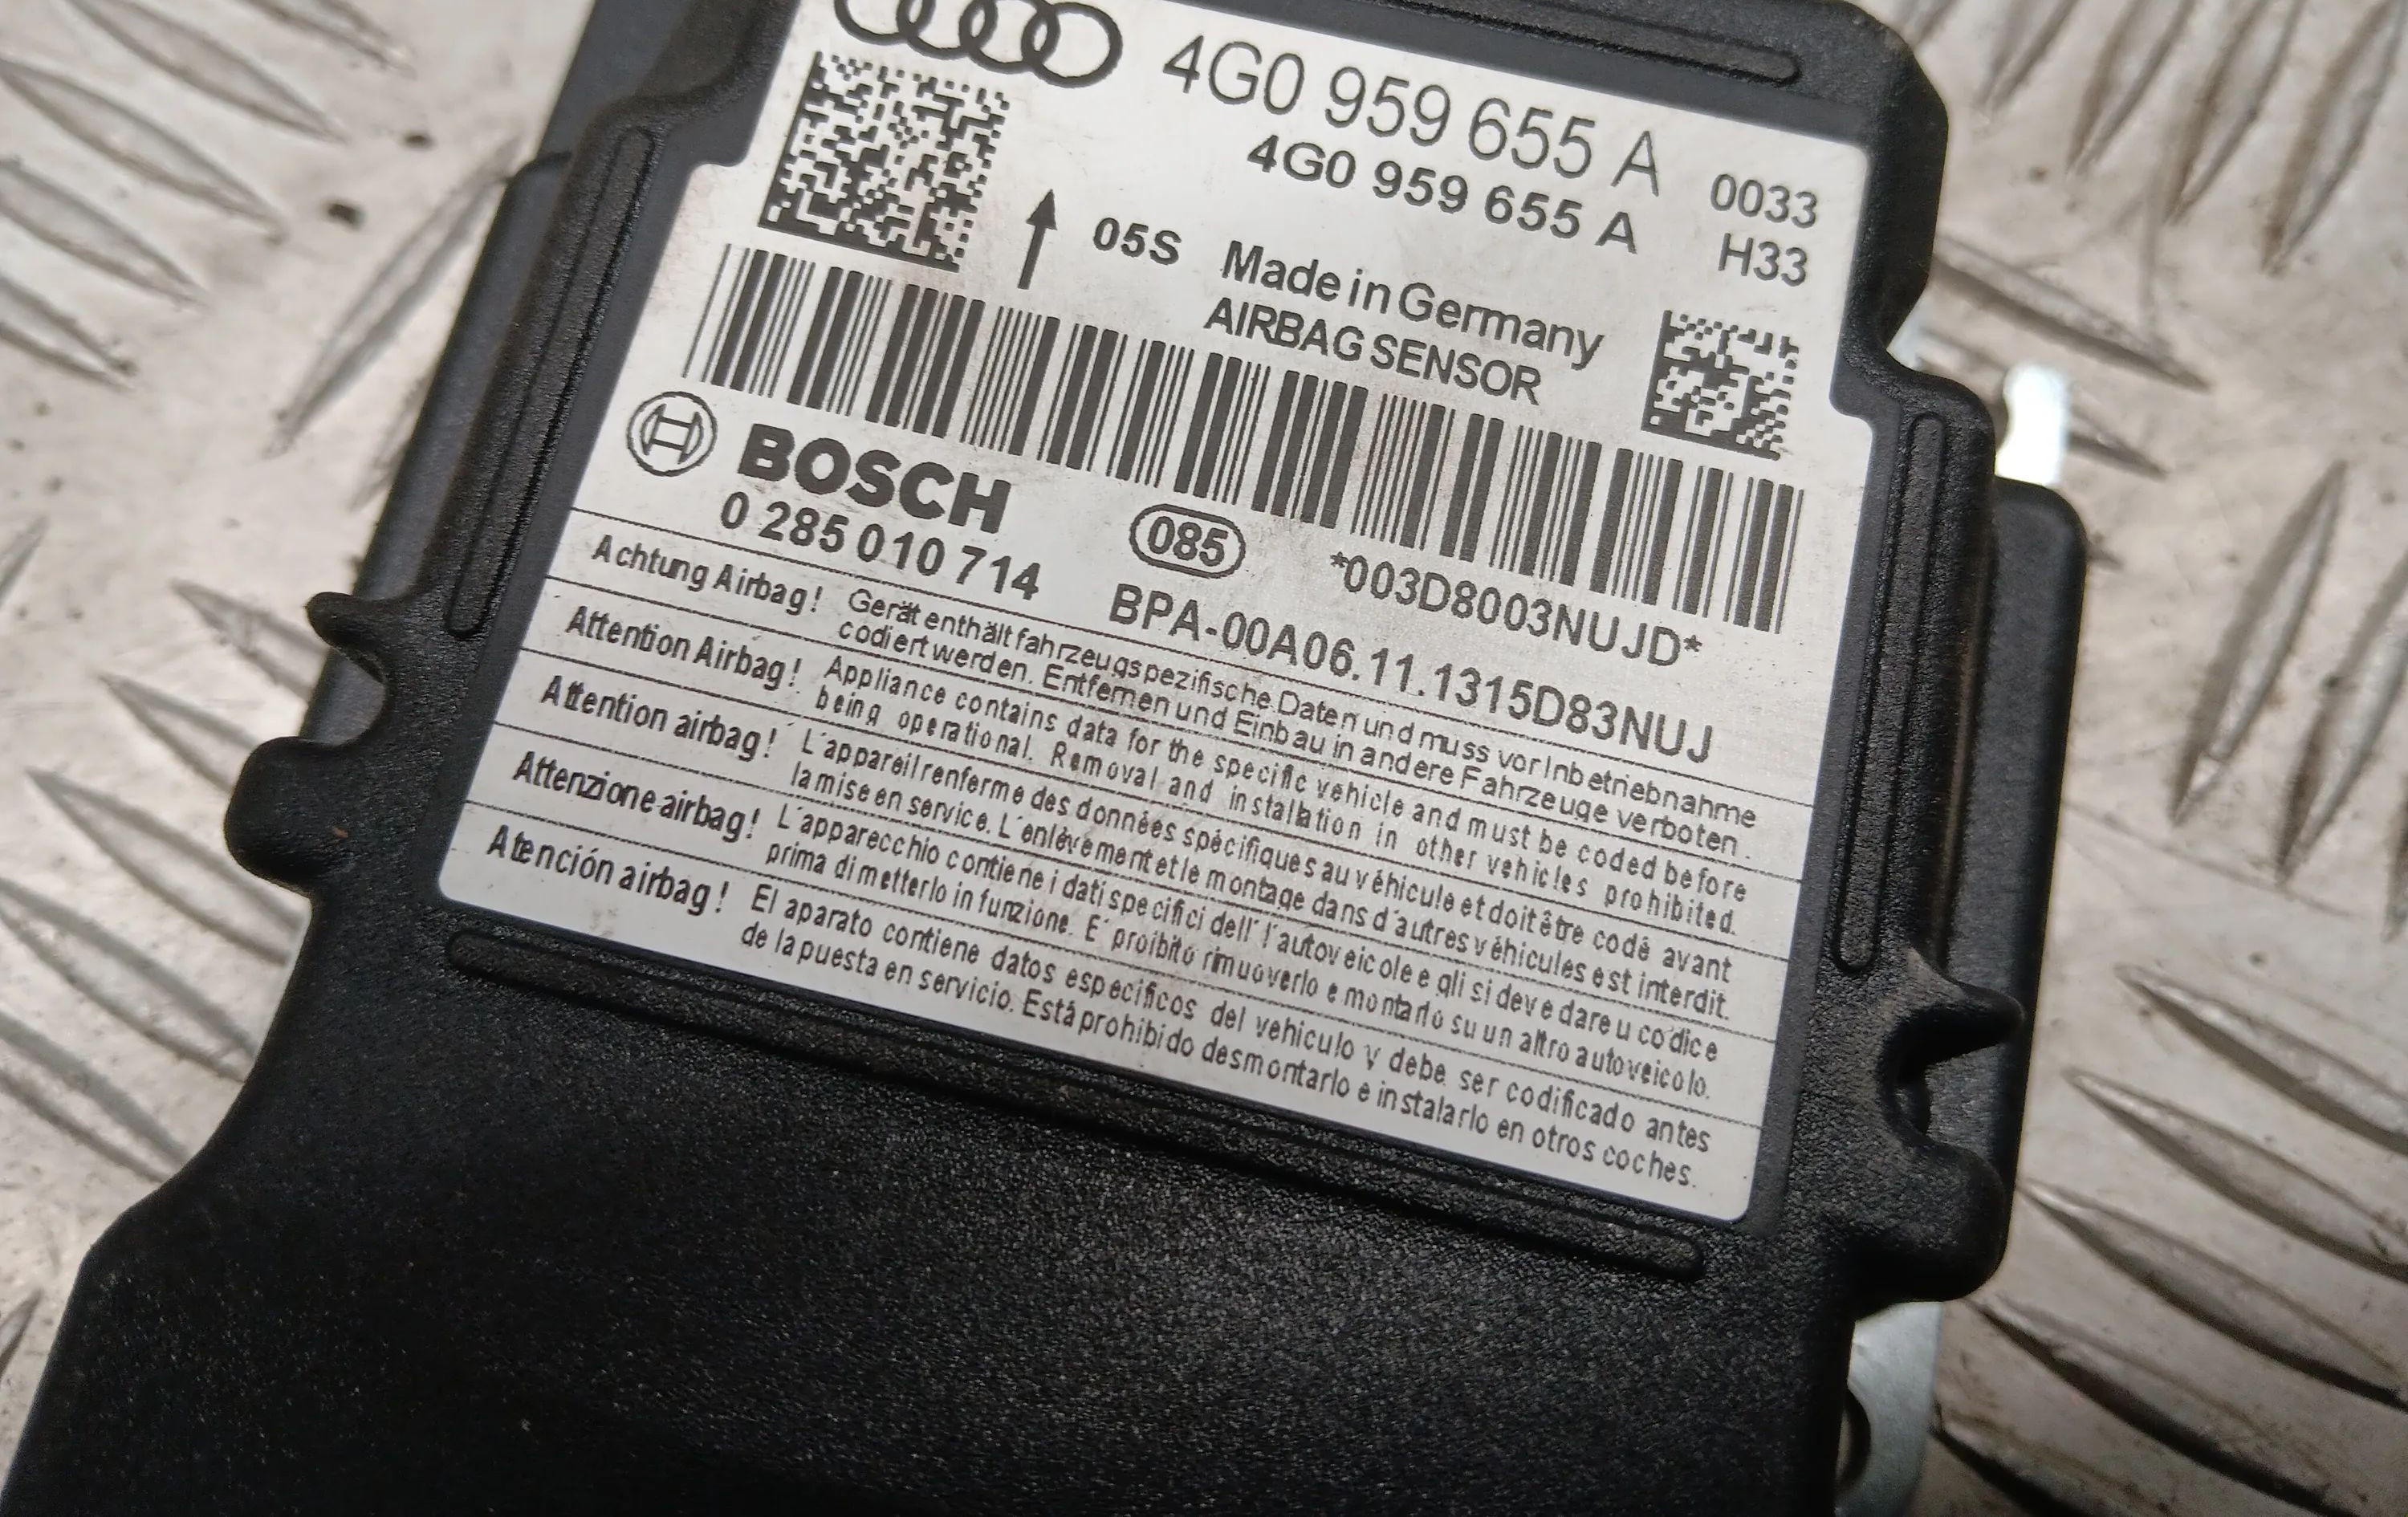 4G0 959 655 A 0033
4G0 959 655 A H33
05S Made in Germany
AIRBAG SENSOR
BOSCH
0 285 010 714
085
*003D8003NUJD*
BPA-00A06.11.1315D83NUJ
Achtung Airbag! Gerät enthält fahrzeugspezifische Daten und muss vor Inbetriebnahme
codiert werden. Entfernen und Einbau in andere Fahrzeuge verboten.
Attention Airbag! Appliance contains data for the specific vehicle and must be coded before
being operational. Removal and installation in other vehicles prohibited.
Attention airbag! L'appareil renferme des données spécifiques au véhicule et doit être codé avant
la mise en service. L'enlèvement et le montage dans d'autres véhicules est interdit.
Attenzione airbag! L'apparecchio contiene i dati specifici dell' l'autoveicolo e gli si deve dare u codice
prima di metterlo in funzione. E' proibito rimuoverlo e montarlo su un altro autoveicolo.
Atención airbag! El aparato contiene datos específicos del vehiculo y debe ser codificado antes
de la puesta en servicio. Está prohibido desmontarlo e instalarlo en otros coches.